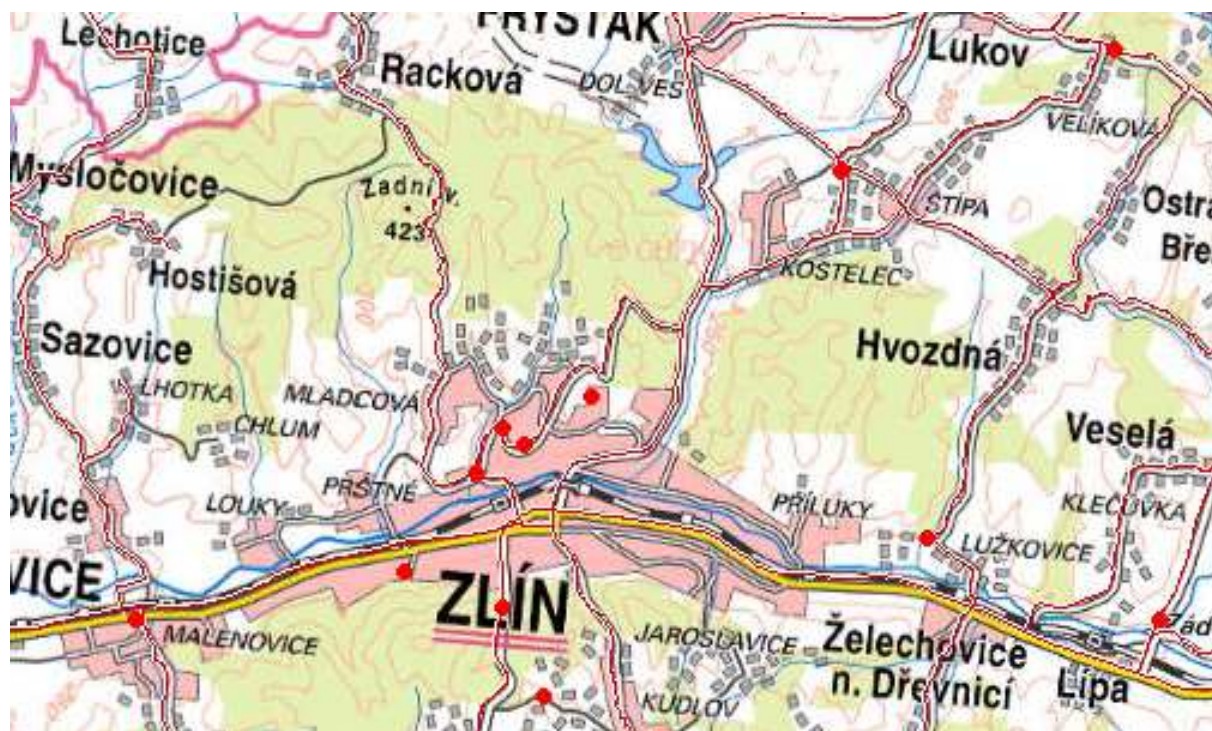 FRYŠTÁK
Lechotice
Lukov
Racková
DOL.VES
VELÍKOVÁ
Mysločovice
Zadní v.
423
ŠTÍPA
Ostra
Bře
KOSTELEC
Hostišová
Sazovice
Hvozdná
LHOTKA
MLADCOVÁ
CHLUM
Veselá
PRŠTNÉ
LOUKY
PŘÍLUKY
KLEČŮVKA
ovice
LUŽKOVICE
VICE
ZLÍN
MALENOVICE
JAROSLAVICE
Želechovice
n. Dřevnicí
Zád
Lípa
KUDLOV